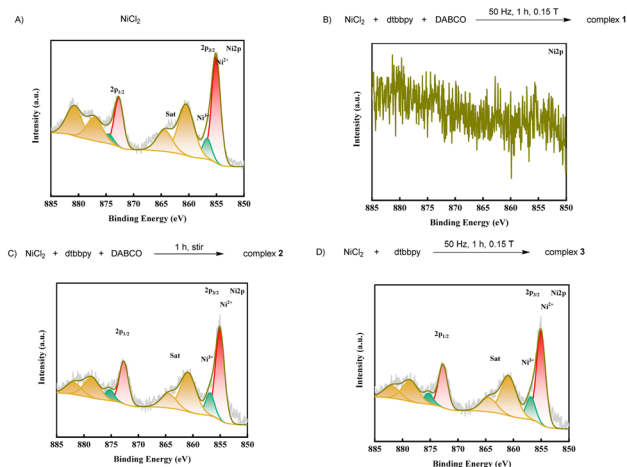 A) NiCl2
2p3/2 Ni2p
Ni2+
2p1/2
Sat Ni3+
Intensity (a.u.)
885 880 875 870 865 860 855 850
Binding Energy (eV)
B) NiCl2 + dtbbpy + DABCO 50 Hz, 1 h, 0.15 T complex 1
Ni2p
Intensity (a.u.)
885 880 875 870 865 860 855 850
Binding Energy (eV)
C) NiCl2 + dtbbpy + DABCO 1 h, stir complex 2
2p3/2 Ni2p
Ni2+
2p1/2
Sat Ni3+
Intensity (a.u.)
885 880 875 870 865 860 855 850
Binding Energy (eV)
D) NiCl2 + dtbbpy 50 Hz, 1 h, 0.15 T complex 3
2p3/2 Ni2p
Ni2+
2p1/2
Sat Ni3+
Intensity (a.u.)
885 880 875 870 865 860 855 850
Binding Energy (eV)